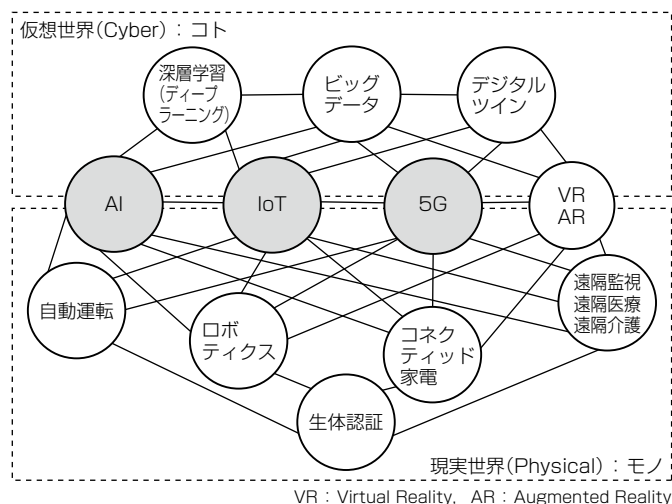 仮想世界(Cyber)：コト
深層学習
(ディープ
ラーニング)
ビッグ
データ
デジタル
ツイン
AI
IoT
5G
VR
AR
自動運転
ロボ
ティクス
コネク
ティッド
家電
遠隔監視
遠隔医療
遠隔介護
生体認証
現実世界(Physical)：モノ
VR：Virtual Reality, AR：Augmented Reality